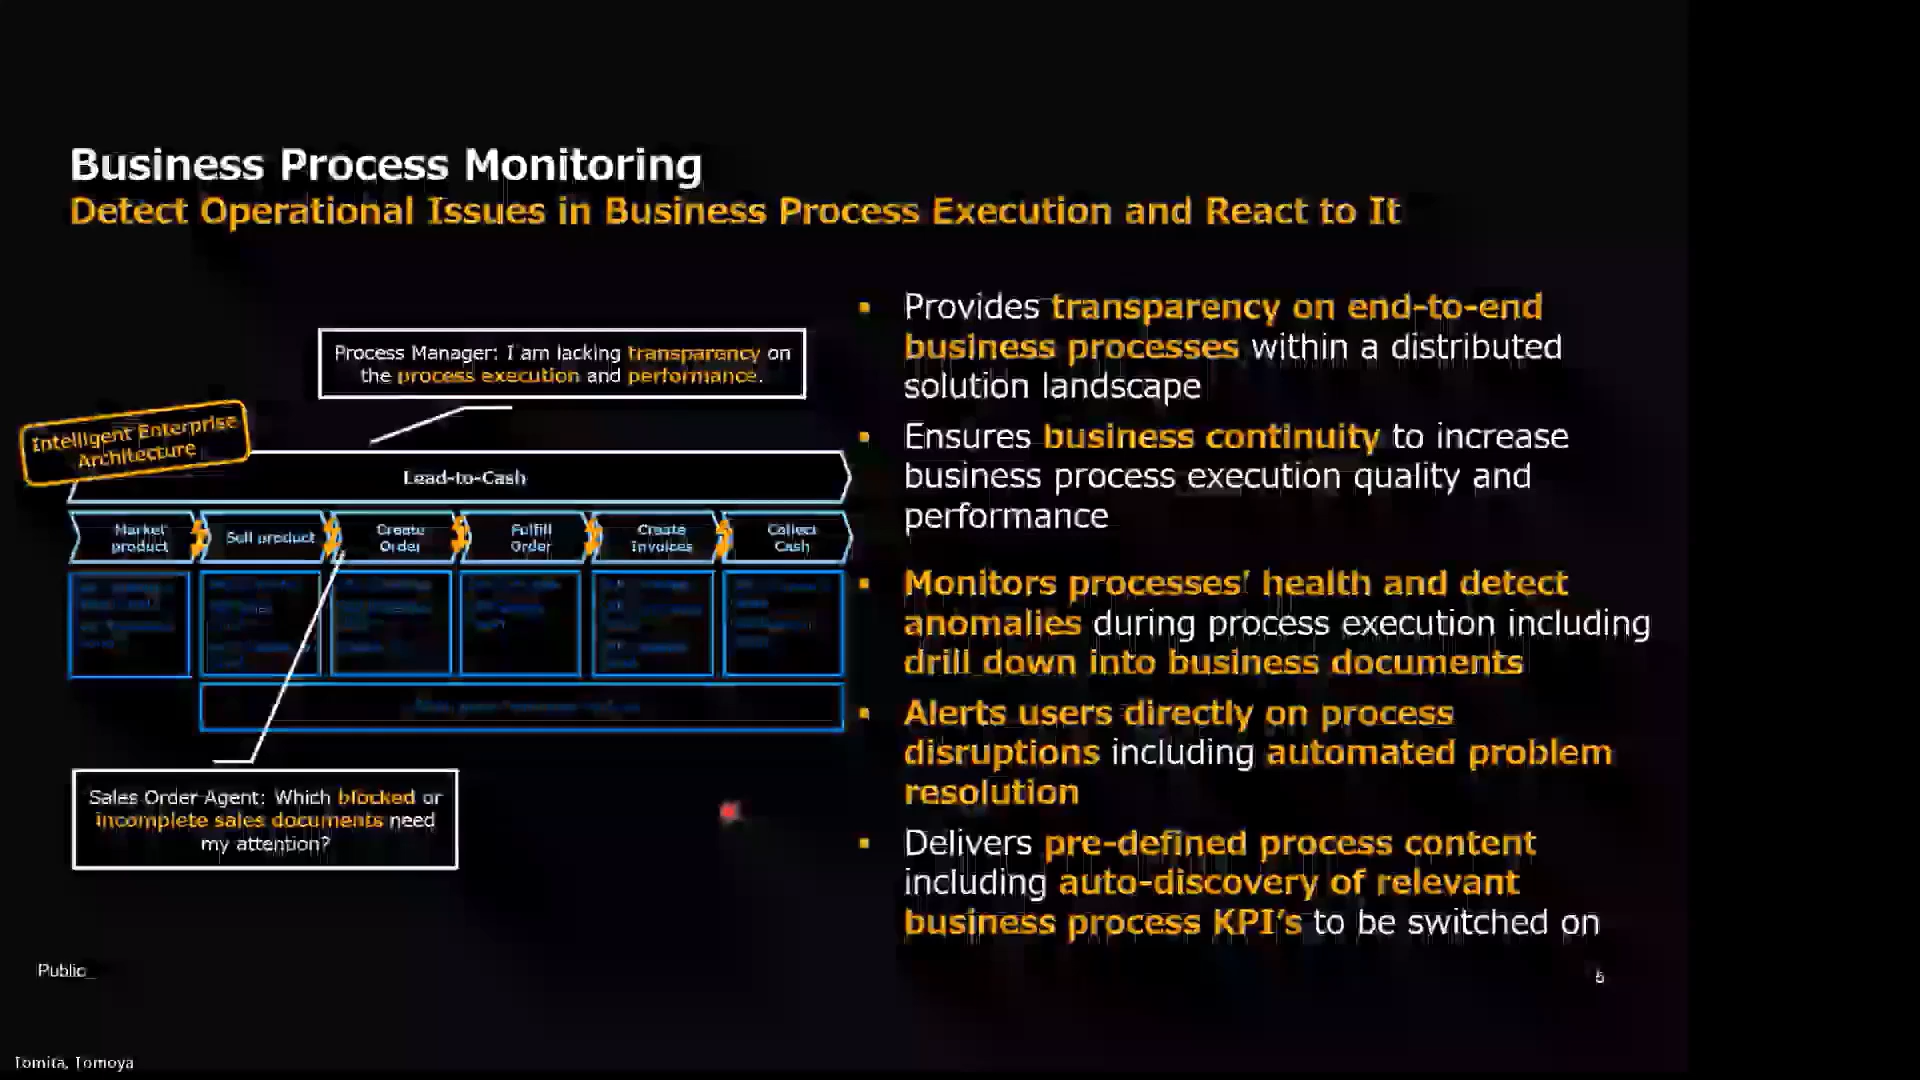 Business Process Monitoring
Detect Operational Issues in Business Process Execution and React to It
Process Manager: I am lacking transparency on
the process execution and performance.
Intelligent Enterprise
Architecture
Lead-to-Cash
Market
product
Sell product
Create
Order
Fulfill
Order
Create
Invoices
Collect
Cash
Sales Order Agent: Which blocked or
incomplete sales documents need
my attention?
Provides transparency on end-to-end
business processes within a distributed
solution landscape
Ensures business continuity to increase
business process execution quality and
performance
Monitors processes' health and detect
anomalies during process execution including
drill down into business documents
Alerts users directly on process
disruptions including automated problem
resolution
Delivers pre-defined process content
including auto-discovery of relevant
business process KPI's to be switched on
Public
5
Tomita, Tomoya